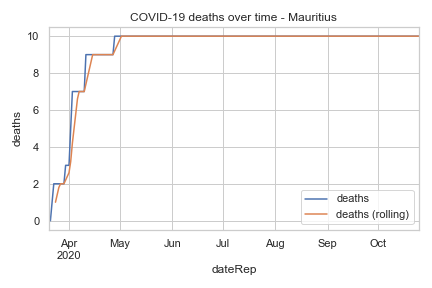 COVID-19 deaths over time - Mauritius
deaths
10
8
6
4
2
0
Apr
2020
May
Jun
Jul
Aug
Sep
Oct
dateRep
deaths
deaths (rolling)